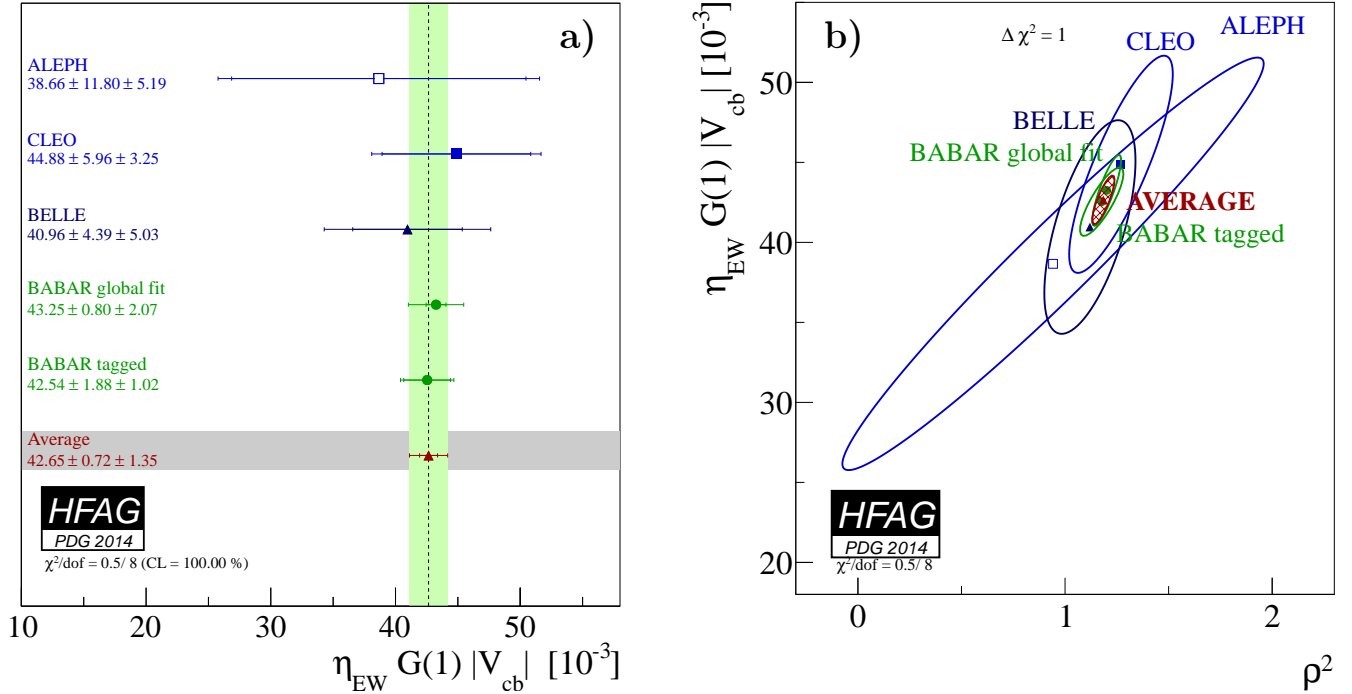 a)
ALEPH
38.66 ± 11.80 ± 5.19
CLEO
44.88 ± 5.96 ± 3.25
BELLE
40.96 ± 4.39 ± 5.03
BABAR global fit
43.25 ± 0.80 ± 2.07
BABAR tagged
42.54 ± 1.88 ± 1.02
Average
42.65 ± 0.72 ± 1.35
HFAG
PDG 2014
χ²/dof = 0.5/ 8 (CL = 100.00 %)
10 20 30 40 50
η_EW G(1) |V_cb| [10⁻³]
b)
Δ χ² = 1
CLEO
ALEPH
BELLE
BABAR global fit
AVERAGE
BABAR tagged
HFAG
PDG 2014
χ²/dof = 0.5/ 8
η_EW G(1) |V_cb| [10⁻³]
50
40
30
20
0 1 2
ρ²